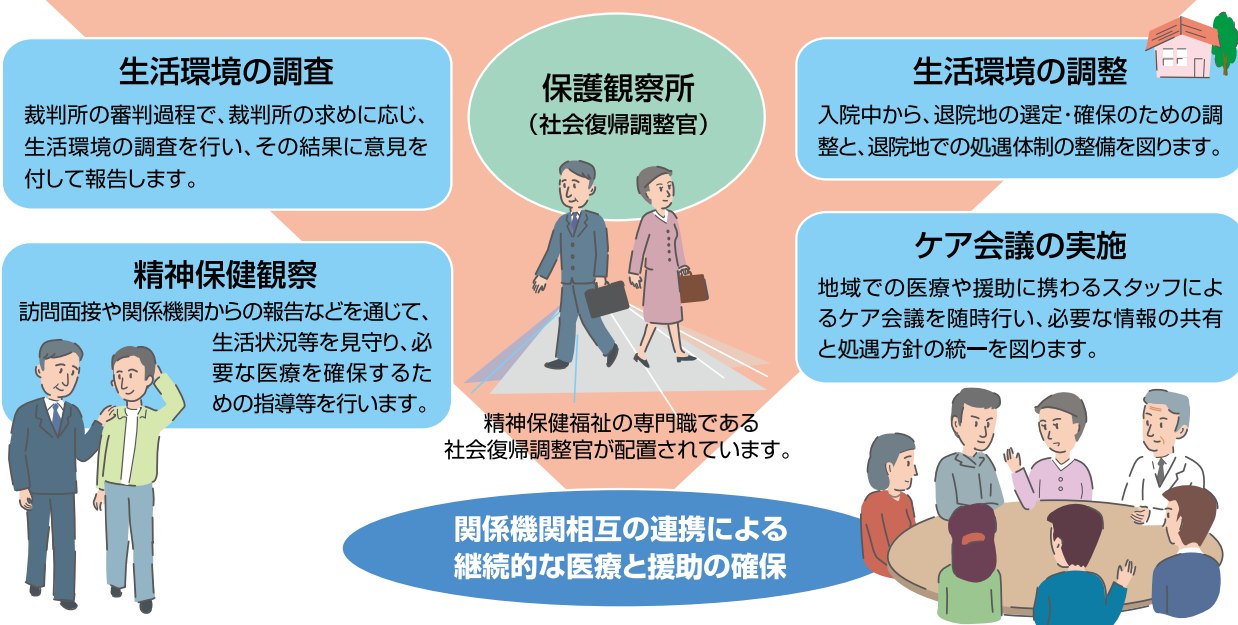 生活環境の調査
裁判所の審判過程で、裁判所の求めに応じ、
生活環境の調査を行い、その結果に意見を
付して報告します。
保護観察所
（社会復帰調整官）
生活環境の調整
入院中から、退院地の選定・確保のための調
整と、退院地での処遇体制の整備を図ります。
精神保健観察
訪問面接や関係機関からの報告などを通じて、
生活状況等を見守り、必
要な医療を確保するた
めの指導等を行います。
ケア会議の実施
地域での医療や援助に携わるスタッフによ
るケア会議を随時行い、必要な情報の共有
と処遇方針の統一を図ります。
精神保健福祉の専門職である
社会復帰調整官が配置されています。
関係機関相互の連携による
継続的な医療と援助の確保